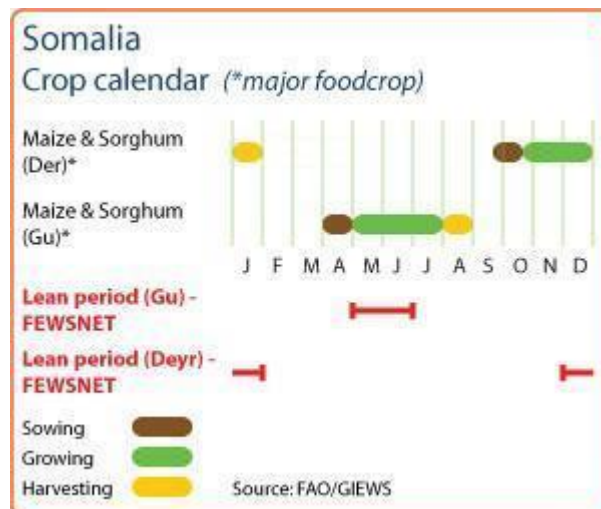 Somalia
Crop calendar (*major foodcrop)
Maize & Sorghum
(Der)*
Maize & Sorghum
(Gu)*
J F M A M J J A S O N D
Lean period (Gu) -
FEWSNET
Lean period (Deyr) -
FEWSNET
Sowing
Growing
Harvesting
Source: FAO/GIEWS